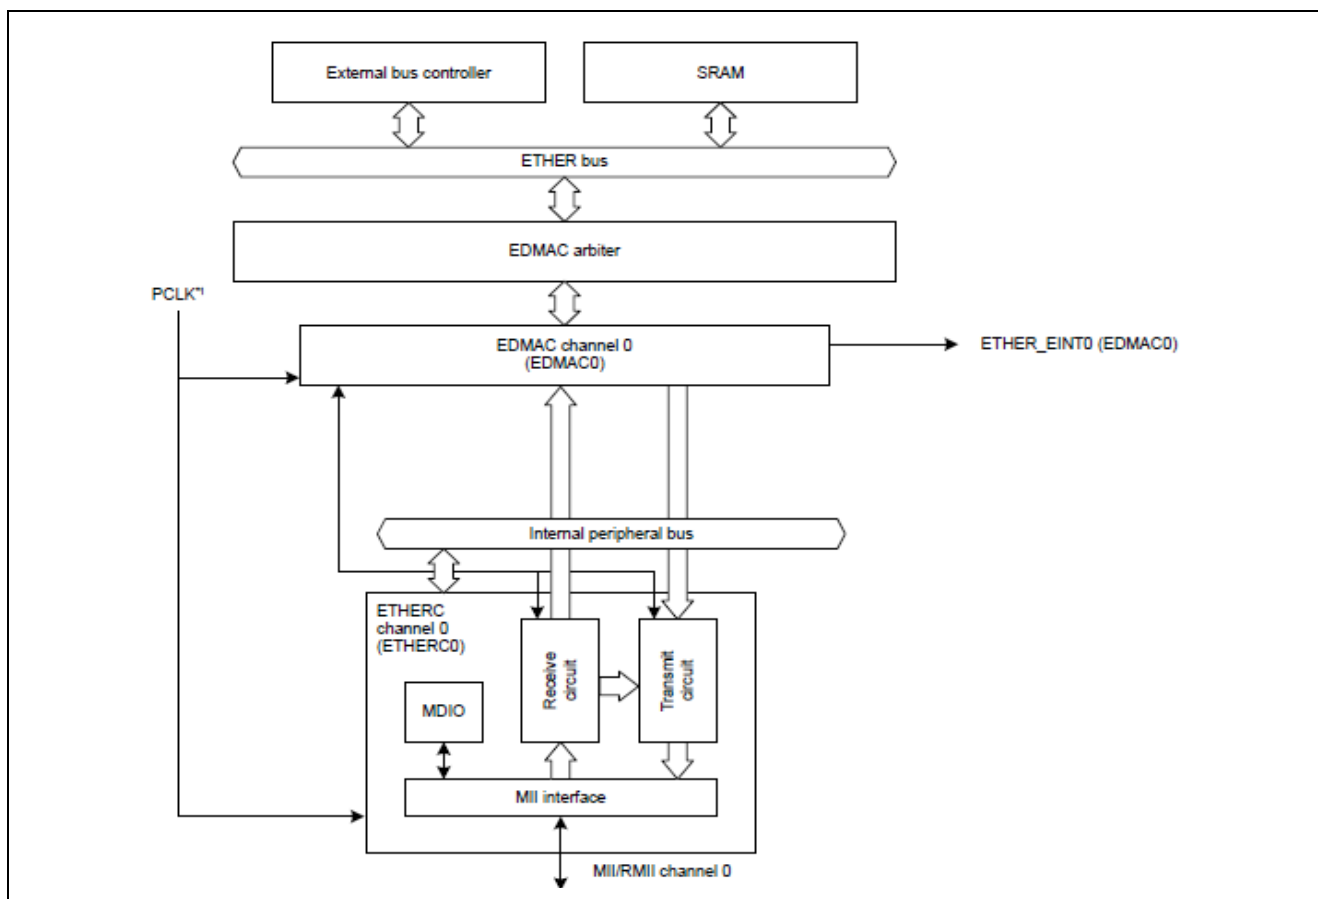 External bus controller
SRAM
ETHER bus
EDMAC arbiter
PCLK*1
EDMAC channel 0
(EDMAC0)
ETHER_EINT0 (EDMAC0)
Internal peripheral bus
ETHERC
channel 0
(ETHERC0)
Receive
circuit
Transmit
circuit
MDIO
MII interface
MII/RMII channel 0